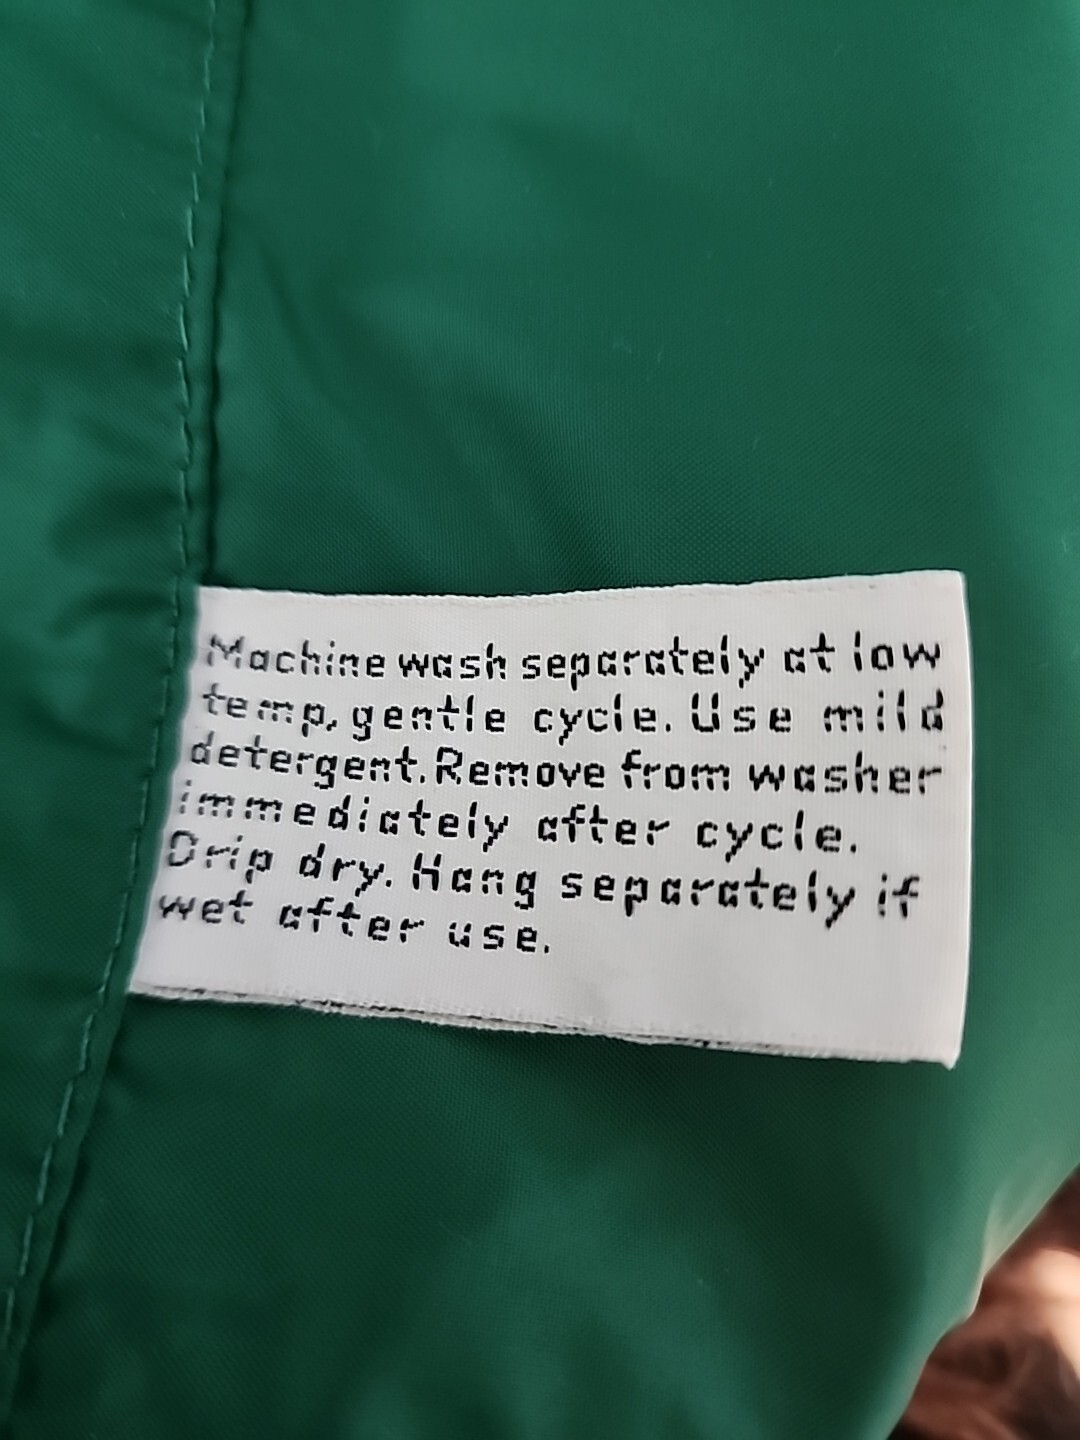 Machine wash separately at low
temp, gentle cycle. Use mild
detergent.Remove from washer
immediately after cycle.
Drip dry. Hang separately if
wet after use.